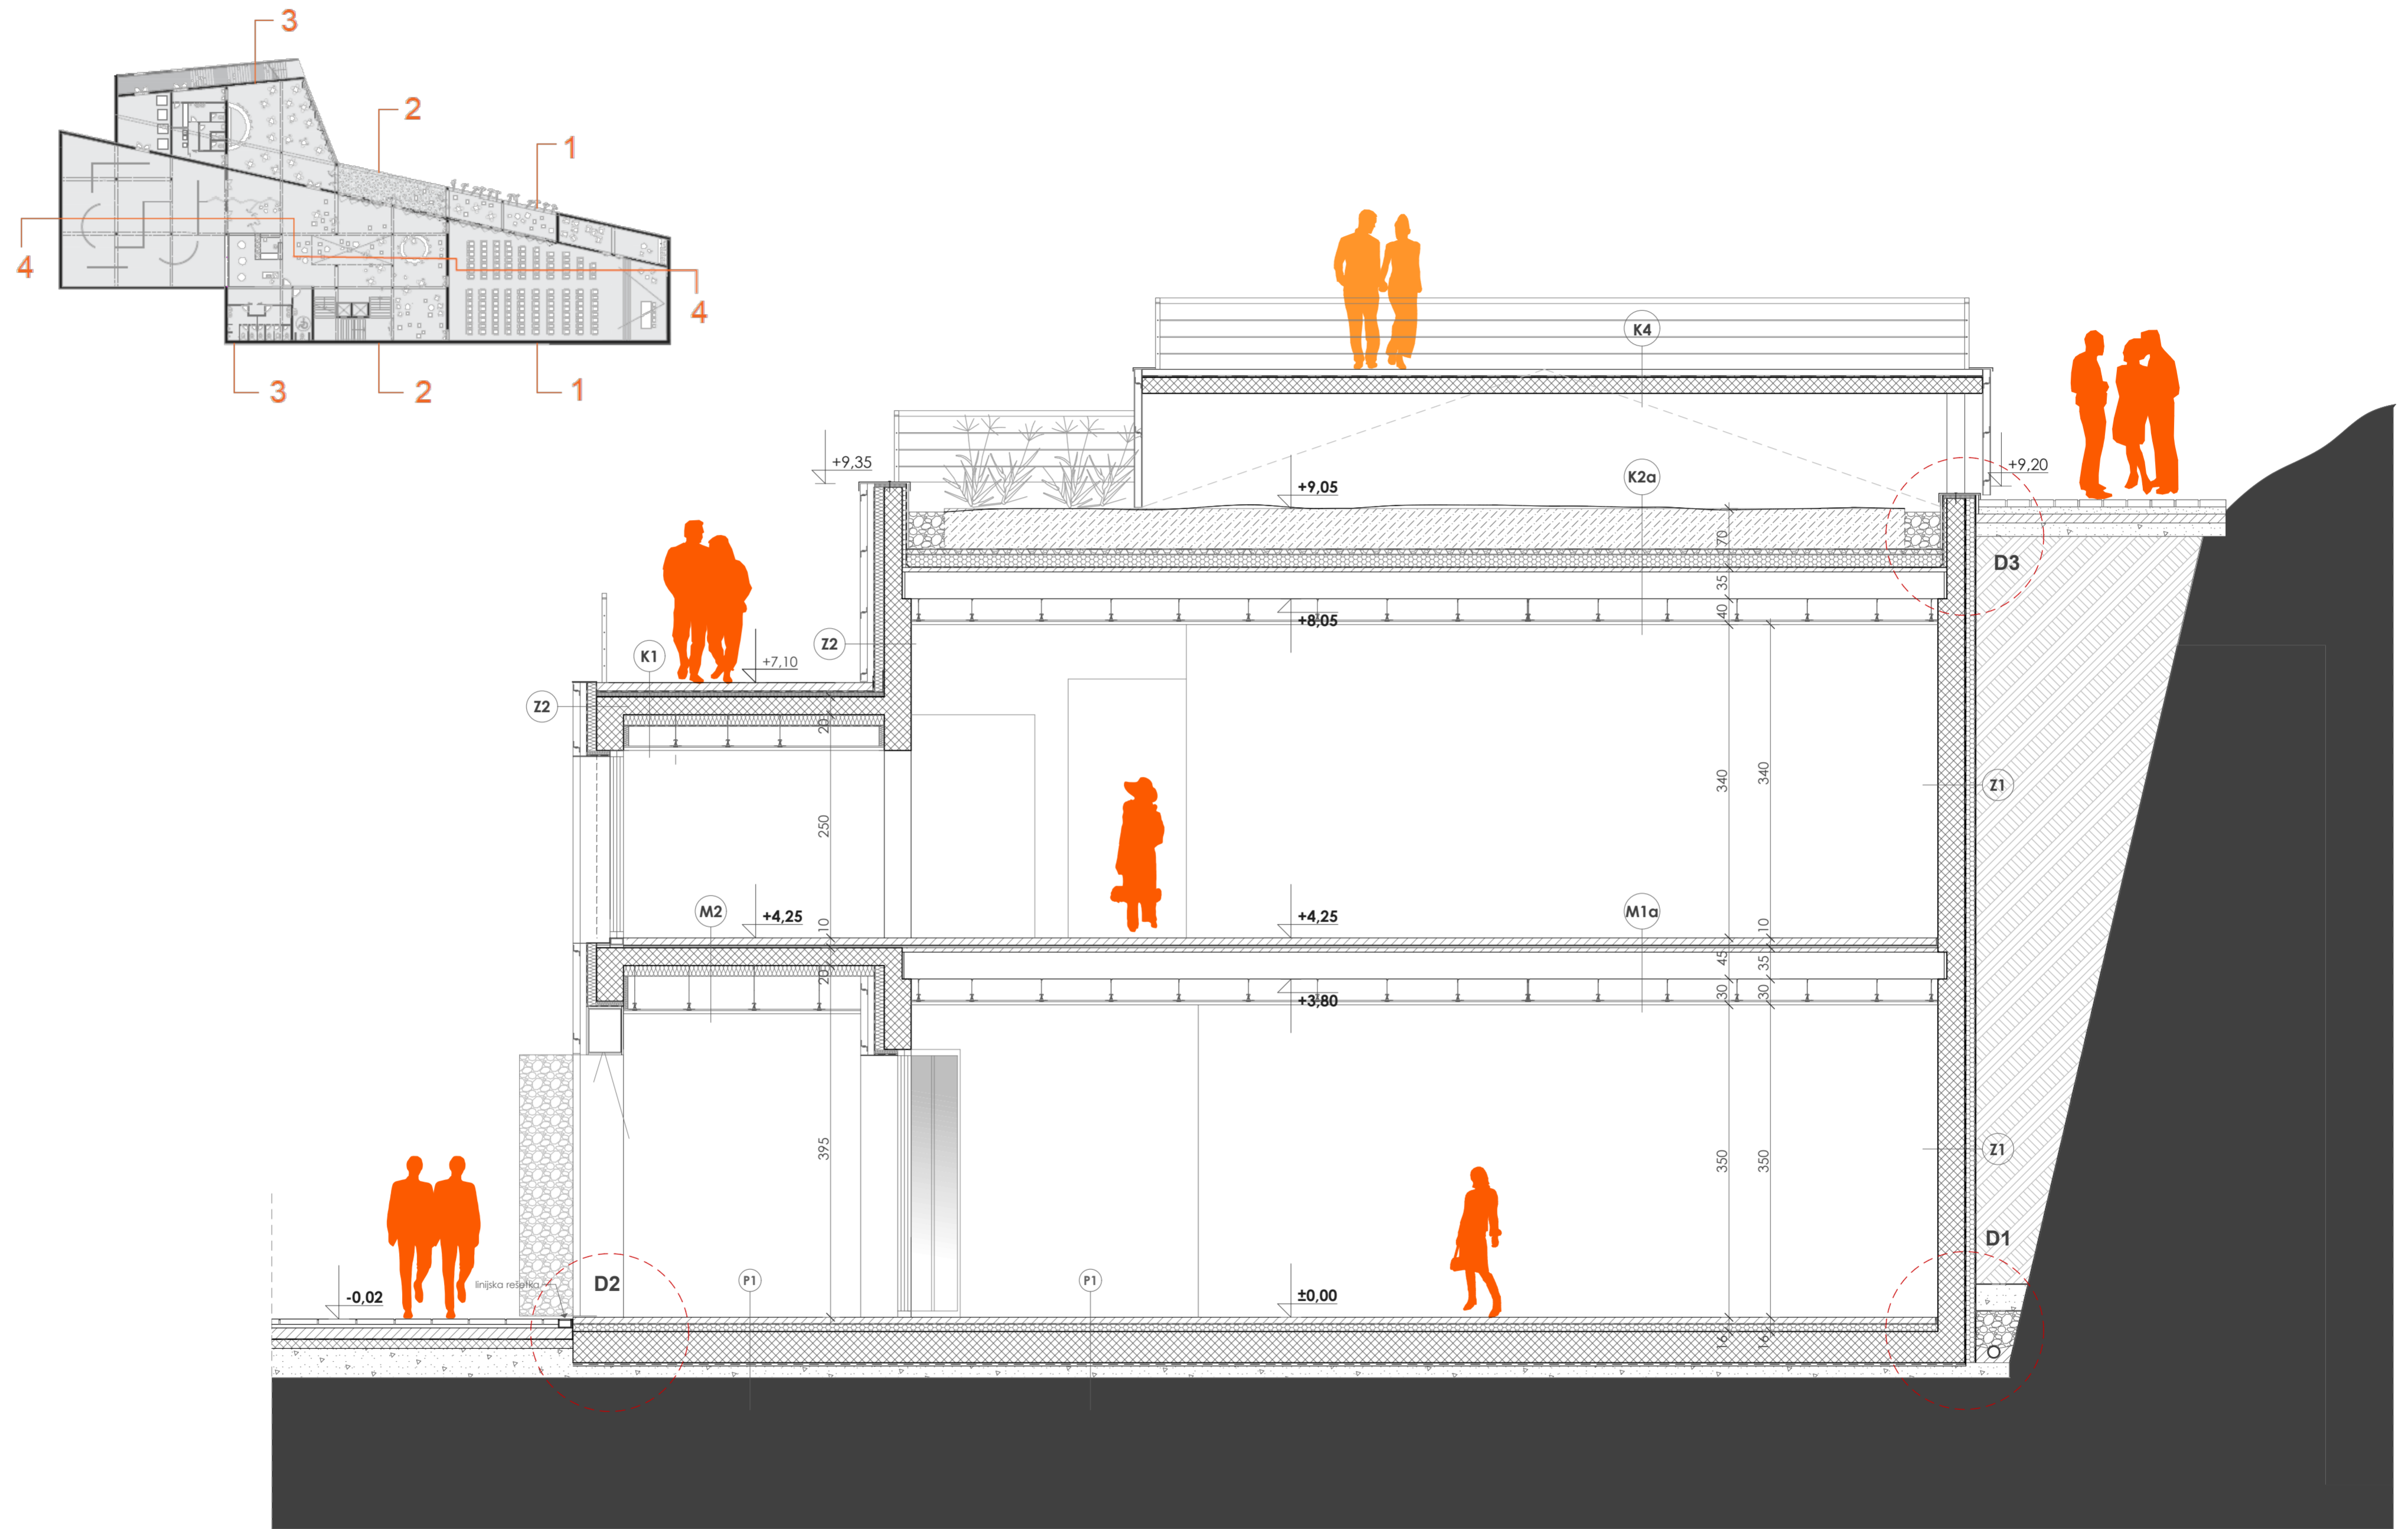 3
2
1
4
4
3
2
1
K4
+9,35
+9,20
K2a
+9,05
70
D3
35
40
+8,05
Z2
K1
+7,10
Z2
20
340
340
Z1
250
M2
+4,25
10
+4,25
M1a
10
45
35
20
30
30
+3,80
395
350
350
Z1
D1
linijska rešetka
D2
P1
P1
-0,02
±0,00
16
16